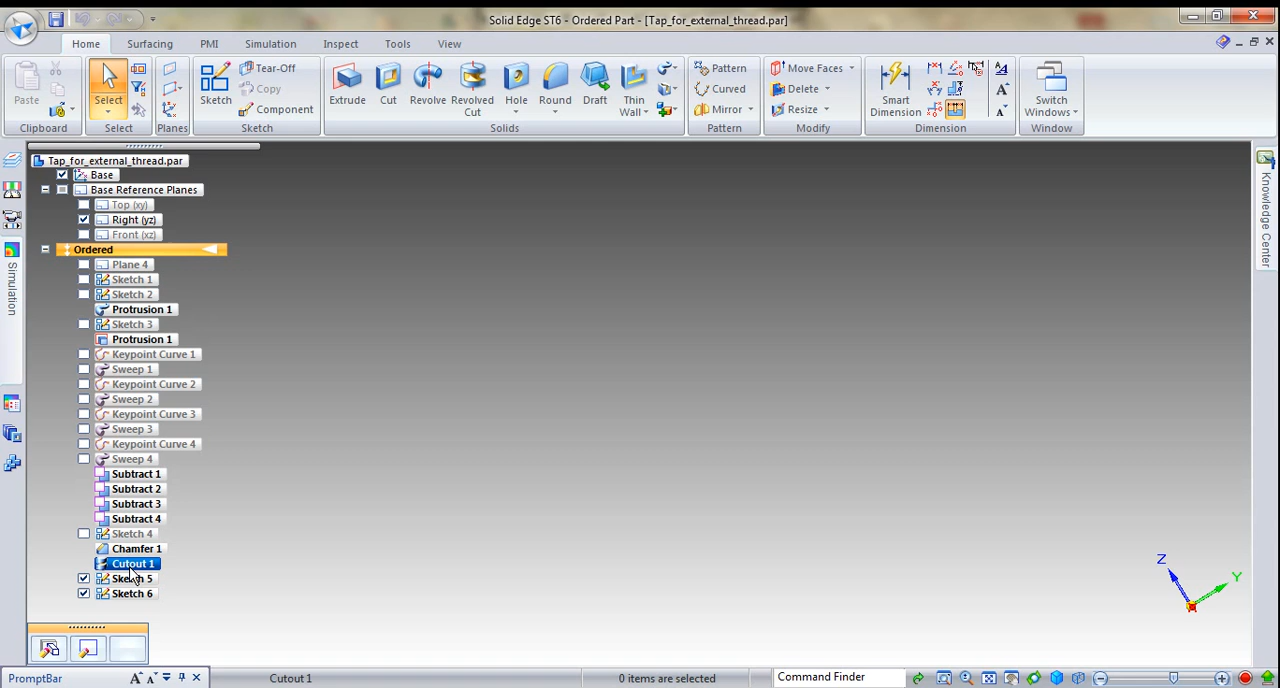 Solid Edge ST6 - Ordered Part - [Tap_for_external_thread.par]
Home Surfacing PMI Simulation Inspect Tools View
Paste
Clipboard
Select
Select
Planes
Sketch
Tear-Off
Copy
Component
Sketch
Extrude Cut Revolve Revolved Cut Hole Round Draft Thin Wall
Solids
Pattern
Curved
Mirror
Pattern
Move Faces
Delete
Resize
Modify
Smart Dimension
Dimension
Switch Windows
Window
Tap_for_external_thread.par
Base
Base Reference Planes
Top (xy)
Right (yz)
Front (xz)
Ordered
Plane 4
Sketch 1
Sketch 2
Protrusion 1
Sketch 3
Protrusion 1
Keypoint Curve 1
Sweep 1
Keypoint Curve 2
Sweep 2
Keypoint Curve 3
Sweep 3
Keypoint Curve 4
Sweep 4
Subtract 1
Subtract 2
Subtract 3
Subtract 4
Sketch 4
Chamfer 1
Cutout 1
Sketch 5
Sketch 6
Simulation
Knowledge Center
Z
Y
PromptBar
Cutout 1
0 items are selected
Command Finder